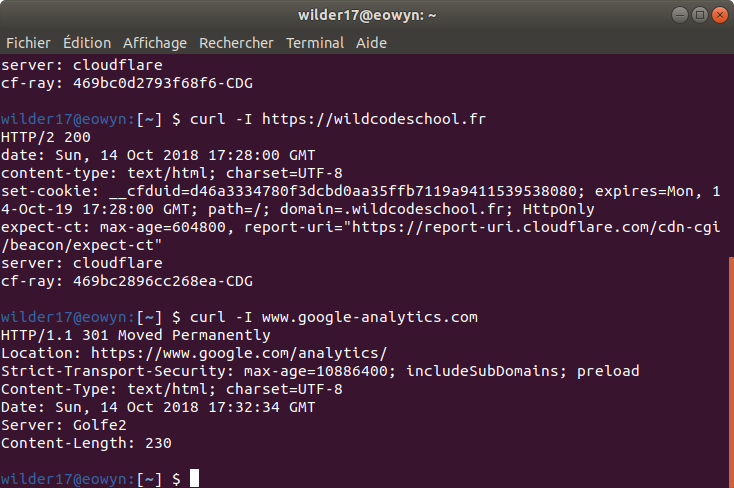 wilder17@eowyn: ~
Fichier Édition Affichage Rechercher Terminal Aide
server: cloudflare
cf-ray: 469bc0d2793f68f6-CDG
wilder17@eowyn:[~] $ curl -I https://wildcodeschool.fr
HTTP/2 200
date: Sun, 14 Oct 2018 17:28:00 GMT
content-type: text/html; charset=UTF-8
set-cookie: __cfduid=d46a3334780f3dcbd0aa35ffb7119a9411539538080; expires=Mon, 1
4-Oct-19 17:28:00 GMT; path=/; domain=.wildcodeschool.fr; HttpOnly
expect-ct: max-age=604800, report-uri="https://report-uri.cloudflare.com/cdn-cgi
/beacon/expect-ct"
server: cloudflare
cf-ray: 469bc2896cc268ea-CDG
wilder17@eowyn:[~] $ curl -I www.google-analytics.com
HTTP/1.1 301 Moved Permanently
Location: https://www.google.com/analytics/
Strict-Transport-Security: max-age=10886400; includeSubDomains; preload
Content-Type: text/html; charset=UTF-8
Date: Sun, 14 Oct 2018 17:32:34 GMT
Server: Golfe2
Content-Length: 230
wilder17@eowyn:[~] $